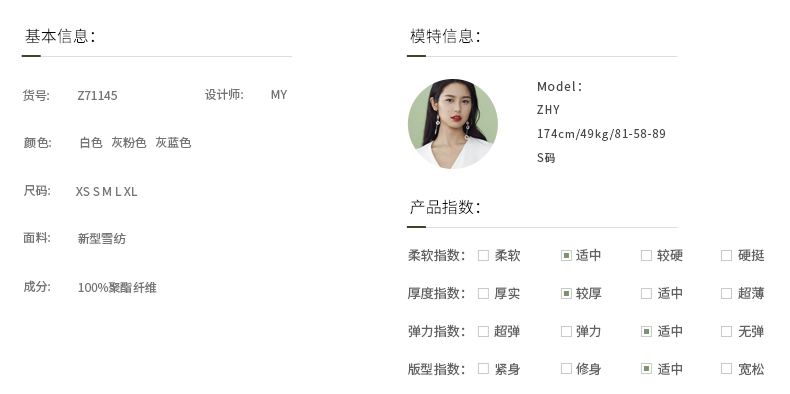 基本信息：
货号: Z71145 设计师: MY
颜色: 白色 灰粉色 灰蓝色
尺码: XS S M L XL
面料: 新型雪纺
成分: 100%聚酯纤维
模特信息：
Model：
ZHY
174cm/49kg/81-58-89
S码
产品指数：
柔软指数： 柔软 适中 较硬 硬挺
厚度指数： 厚实 较厚 适中 超薄
弹力指数： 超弹 弹力 适中 无弹
版型指数： 紧身 修身 适中 宽松